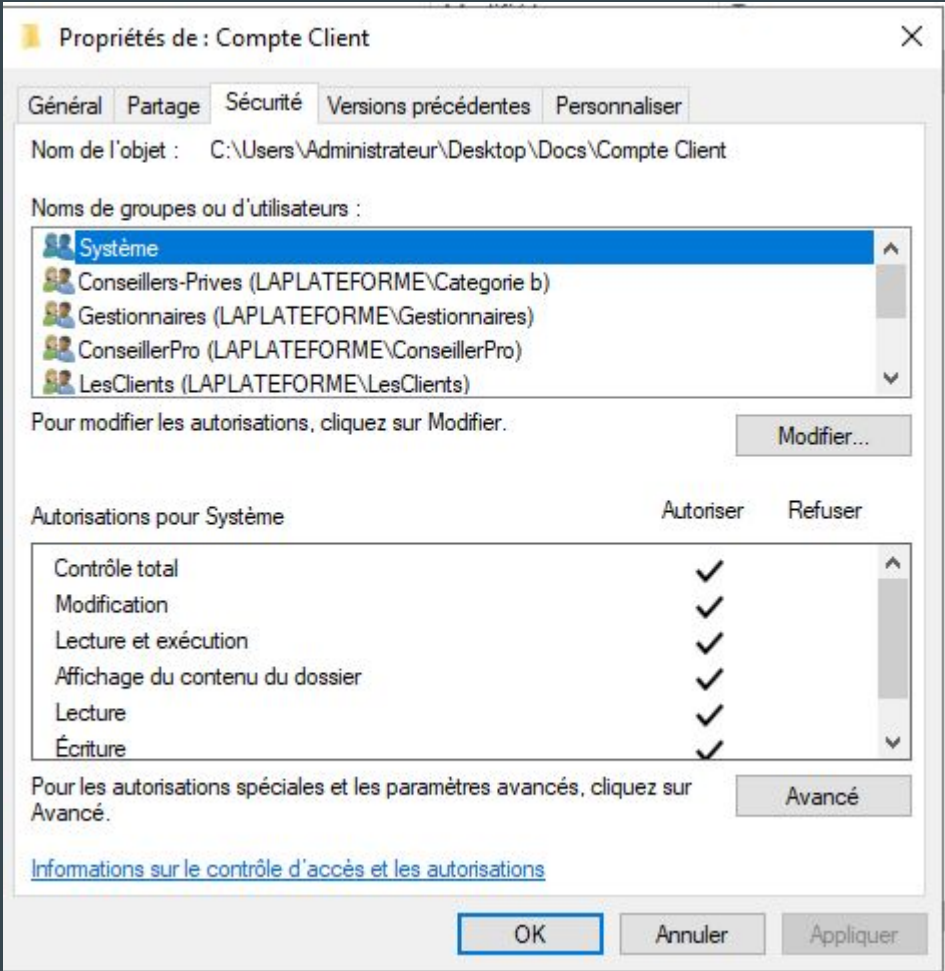 Propriétés de : Compte Client
Général Partage Sécurité Versions précédentes Personnaliser
Nom de l'objet : C:\Users\Administrateur\Desktop\Docs\Compte Client
Noms de groupes ou d'utilisateurs :
Système
Conseillers-Prives (LAPLATEFORME\Categorie b)
Gestionnaires (LAPLATEFORME\Gestionnaires)
ConseillerPro (LAPLATEFORME\ConseillerPro)
LesClients (LAPLATEFORME\LesClients)
Pour modifier les autorisations, cliquez sur Modifier.
Modifier...
Autorisations pour Système Autoriser Refuser
Contrôle total
Modification
Lecture et exécution
Affichage du contenu du dossier
Lecture
Écriture
Pour les autorisations spéciales et les paramètres avancés, cliquez sur
Avancé.
Avancé
Informations sur le contrôle d'accès et les autorisations
OK Annuler Appliquer